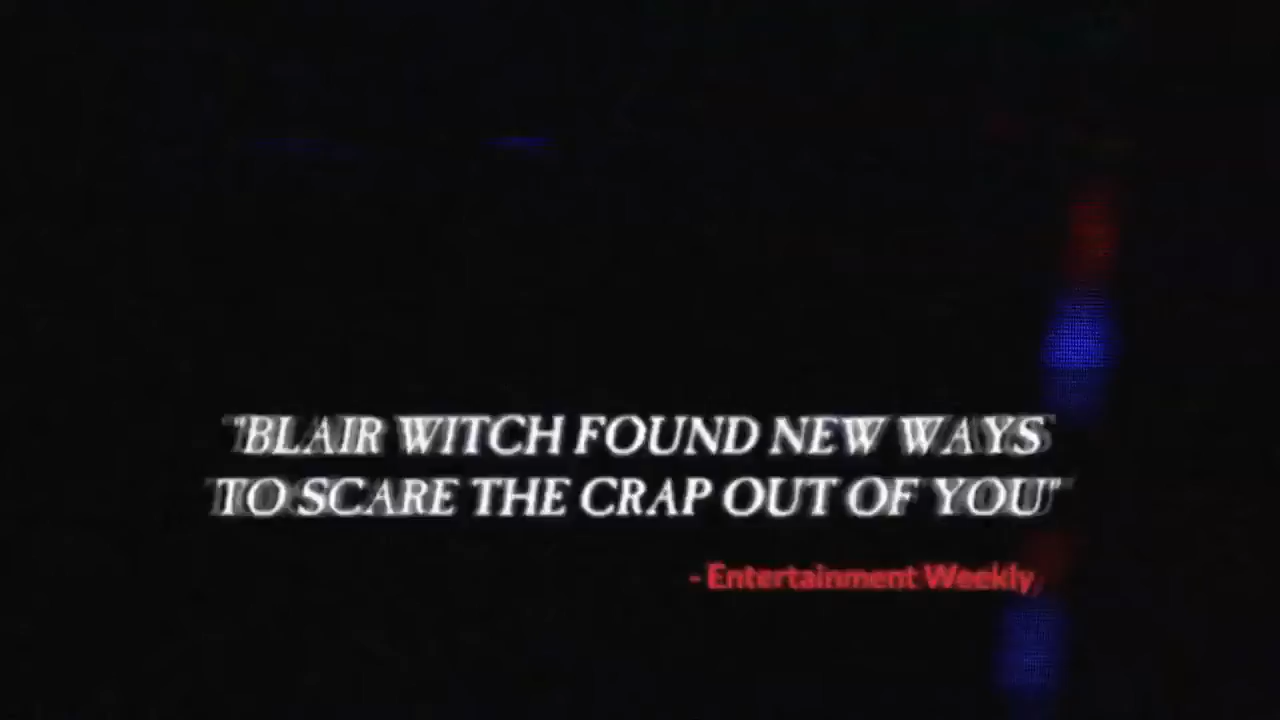 "BLAIR WITCH FOUND NEW WAYS
TO SCARE THE CRAP OUT OF YOU"
- Entertainment Weekly